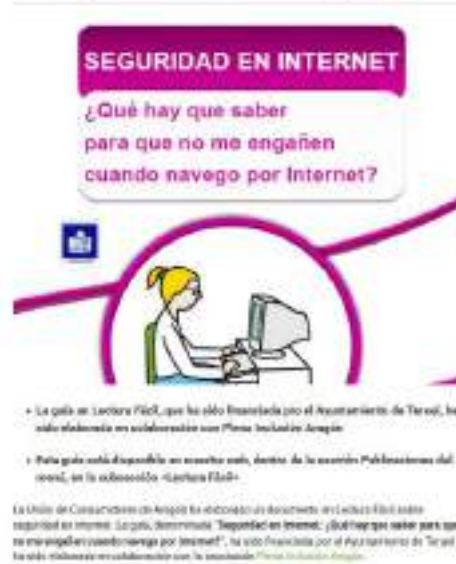 SEGURIDAD EN INTERNET
¿Qué hay que saber
para que no me engañen
cuando navego por Internet?
• La guía en Lectura Fácil, que ha sido financiada por el Ayuntamiento de Teruel, ha
sido elaborada en colaboración con Plena Inclusión Aragón
• Esta guía está disponible en nuestra web, dentro de la sección Publicaciones del
menú, en la subsección «Lectura Fácil»
La Unión de Consumidores de Aragón ha elaborado un documento en Lectura Fácil sobre
seguridad en internet. La guía, denominada "Seguridad en Internet. ¿Qué hay que saber para que
no me engañen cuando navego por Internet?", ha sido financiada por el Ayuntamiento de Teruel
ha sido elaborada en colaboración con la asociación Plena Inclusión Aragón.